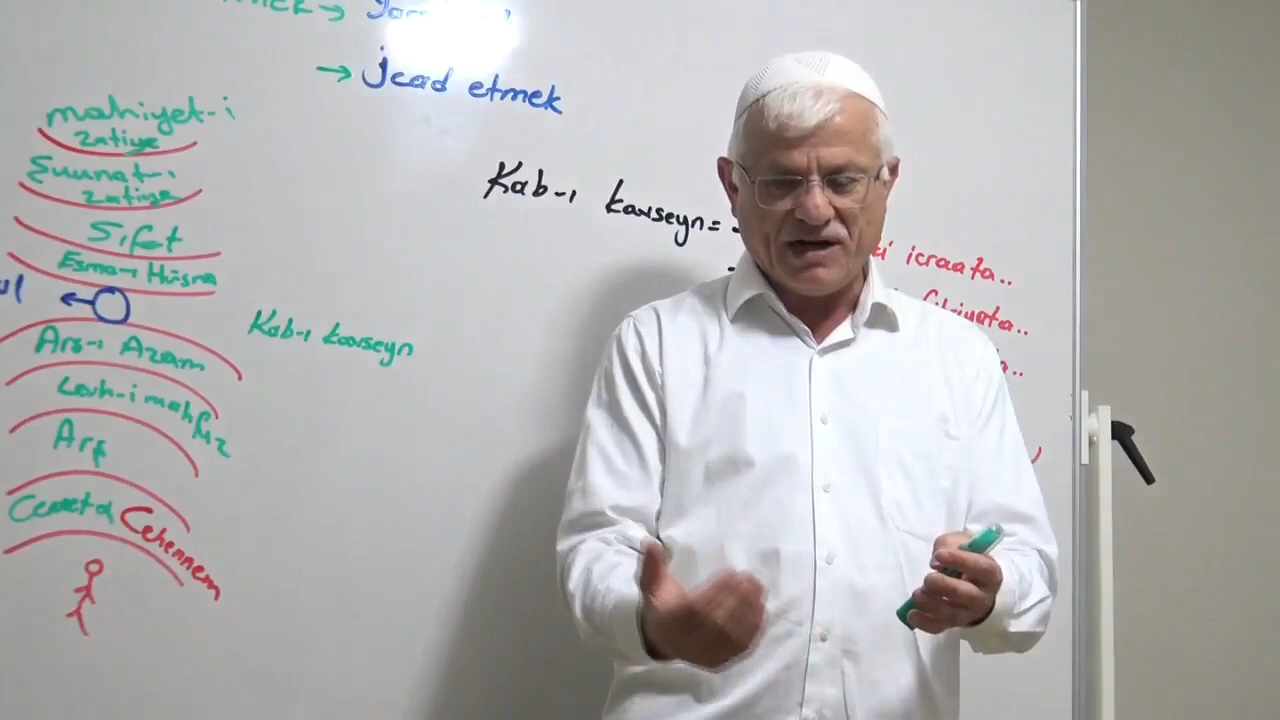 → İcad etmek
mahiyet-i
zatiye
Şuunat-ı
zatiye
Sıfat
Esma-ı Hüsna
Kab-ı kavseyn =
icraata..
Kab-ı kavseyn
Arş-ı Azam
Levh-i mahfuz
Arş
Cennet
Cehennem